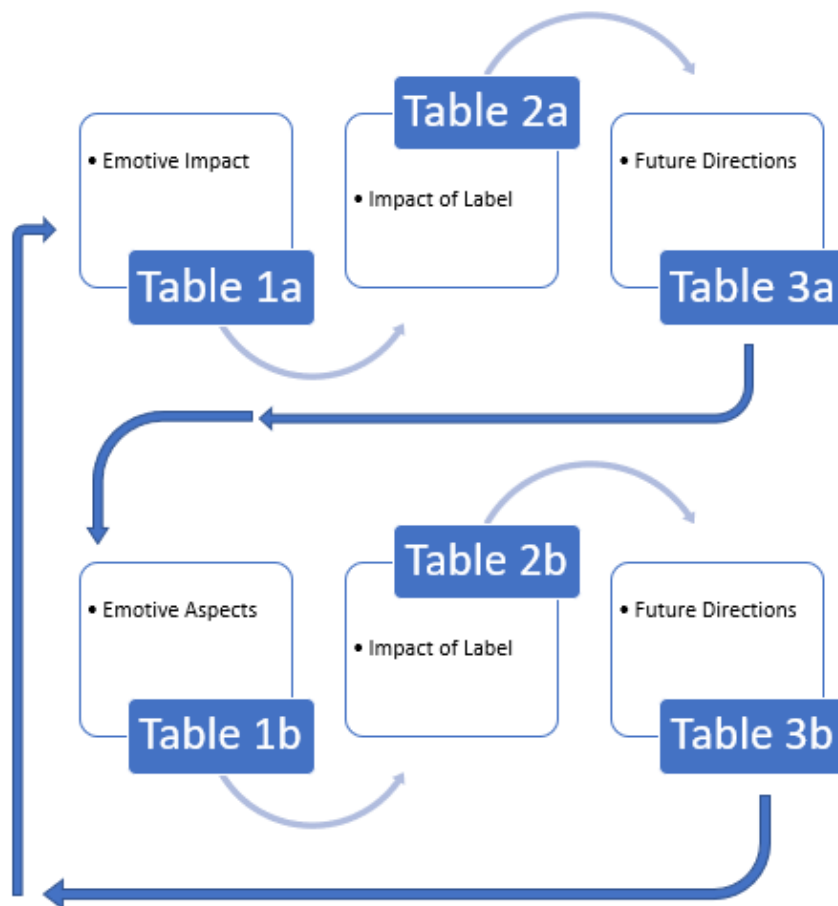 Table 2a
• Emotive Impact
• Impact of Label
• Future Directions
Table 1a
Table 3a
Table 2b
• Emotive Aspects
• Impact of Label
• Future Directions
Table 1b
Table 3b